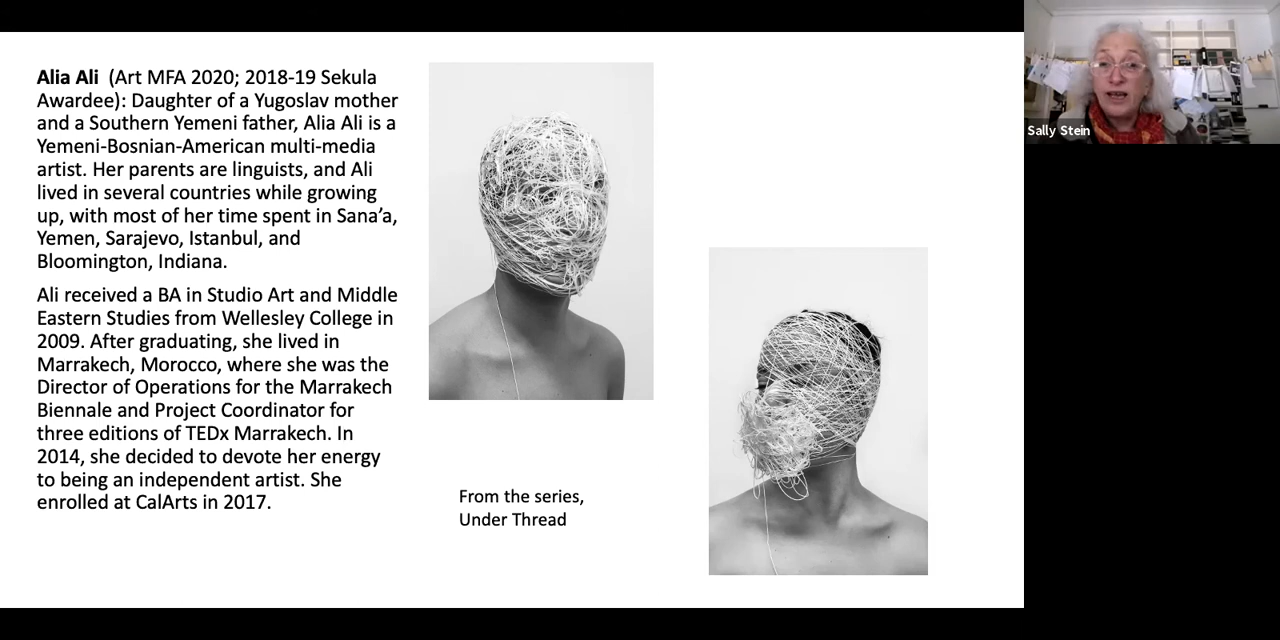 Alia Ali (Art MFA 2020; 2018-19 Sekula
Awardee): Daughter of a Yugoslav mother
and a Southern Yemeni father, Alia Ali is a
Yemeni-Bosnian-American multi-media
artist. Her parents are linguists, and Ali
lived in several countries while growing
up, with most of her time spent in Sana’a,
Yemen, Sarajevo, Istanbul, and
Bloomington, Indiana.
Ali received a BA in Studio Art and Middle
Eastern Studies from Wellesley College in
2009. After graduating, she lived in
Marrakech, Morocco, where she was the
Director of Operations for the Marrakech
Biennale and Project Coordinator for
three editions of TEDx Marrakech. In
2014, she decided to devote her energy
to being an independent artist. She
enrolled at CalArts in 2017.
From the series,
Under Thread
Sally Stein